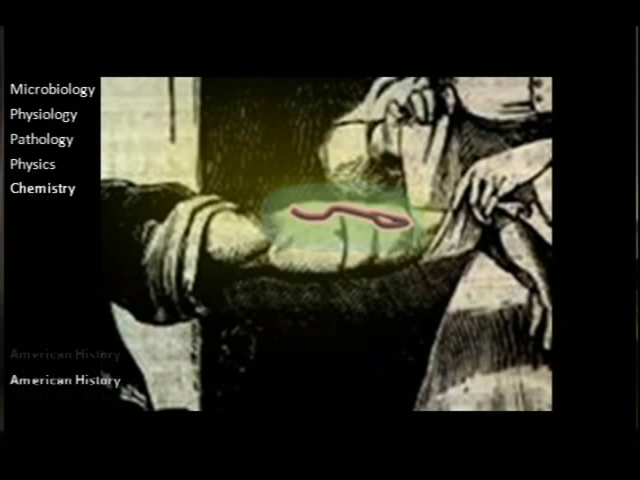 Microbiology
Physiology
Pathology
Physics
Chemistry
American History
American History